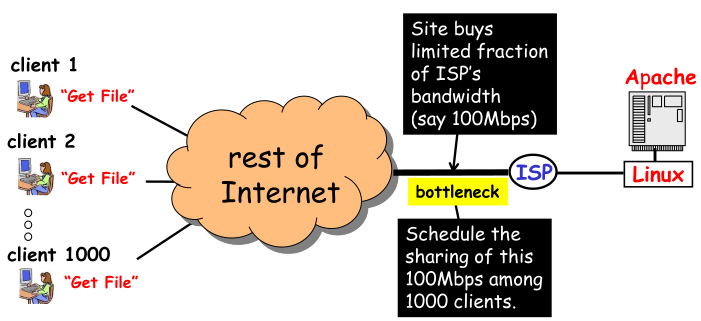 client 1
"Get File"
client 2
"Get File"
client 1000
"Get File"
rest of
Internet
Site buys
limited fraction
of ISP's
bandwidth
(say 100Mbps)
bottleneck
Schedule the
sharing of this
100Mbps among
1000 clients.
ISP
Apache
Linux